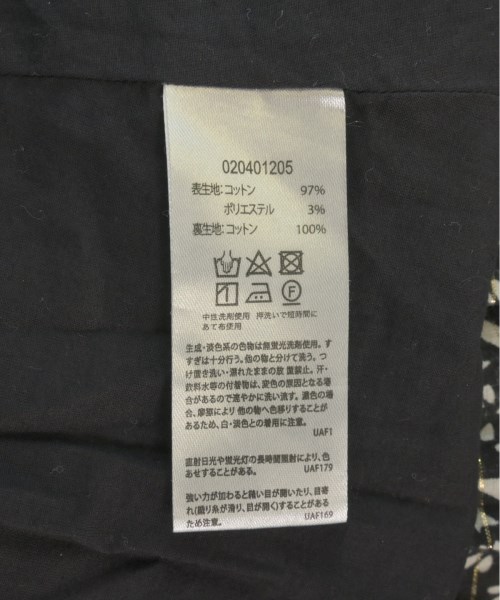 020401205
表生地:コットン 97%
ポリエステル 3%
裏生地:コットン 100%
F
中性洗剤使用 押洗いで短時間に
あて布使用
生成・淡色系の色物は無蛍光洗剤使用。す
すぎは十分行う。他の物と分けて洗う。つ
け置き洗い・濡れたままの放置禁止。汗・
飲料水等の付着物は、変色の原因となる場
合があるので速やかに洗い流す。濃色の場
合、摩擦により他の物へ色移りすることが
あるため、白・淡色との着用に注意。
UAF1
直射日光や蛍光灯の長時間照射により、色
あせすることがある。 UAF179
強い力が加わると縫い目が開いたり、目寄
れ(織り糸が滑り、目が開く)することがある
ため注意。 UAF169